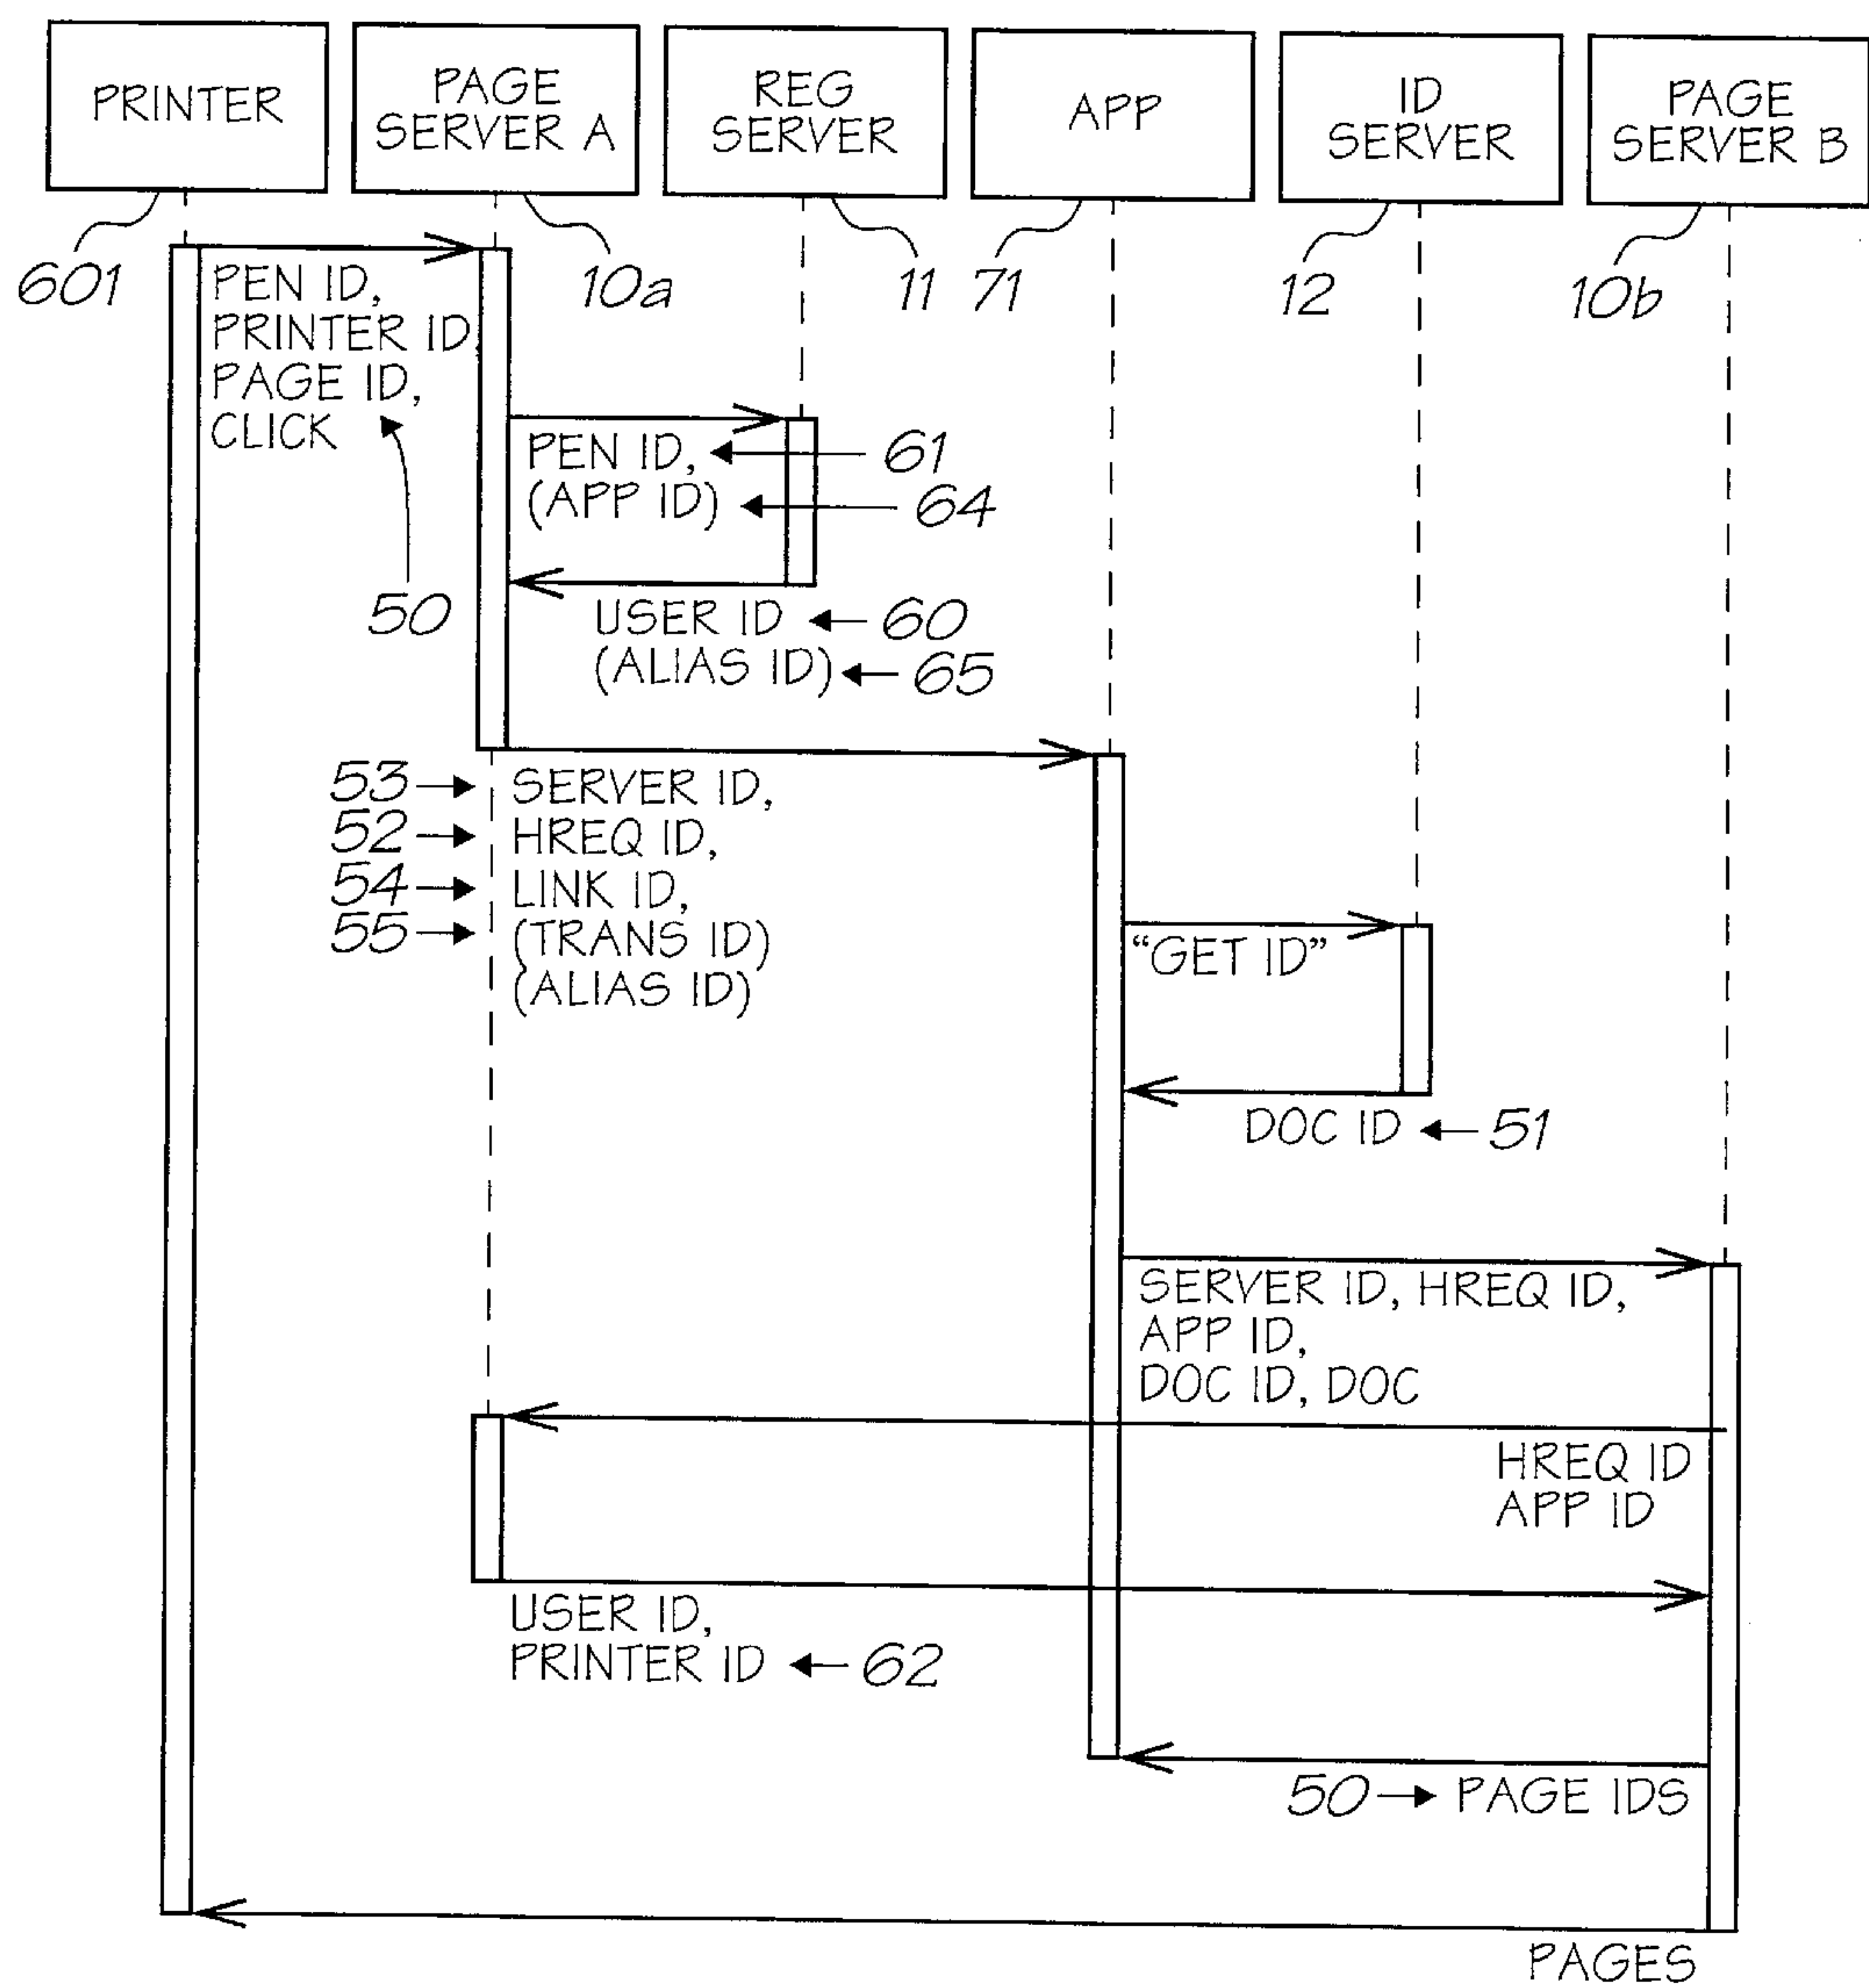 PRINTER
PAGE
SERVER A
REG
SERVER
APP
ID
SERVER
PAGE
SERVER B
601
10a
11
71
12
10b
PEN ID,
PRINTER ID
PAGE ID,
CLICK
50
PEN ID,
61
(APP ID)
64
USER ID
60
(ALIAS ID)
65
53
SERVER ID,
52
HREQ ID,
54
LINK ID,
55
(TRANS ID)
(ALIAS ID)
“GET ID”
DOC ID
51
SERVER ID, HREQ ID,
APP ID,
DOC ID, DOC
HREQ ID
APP ID
USER ID,
PRINTER ID
62
50
PAGE IDS
PAGES